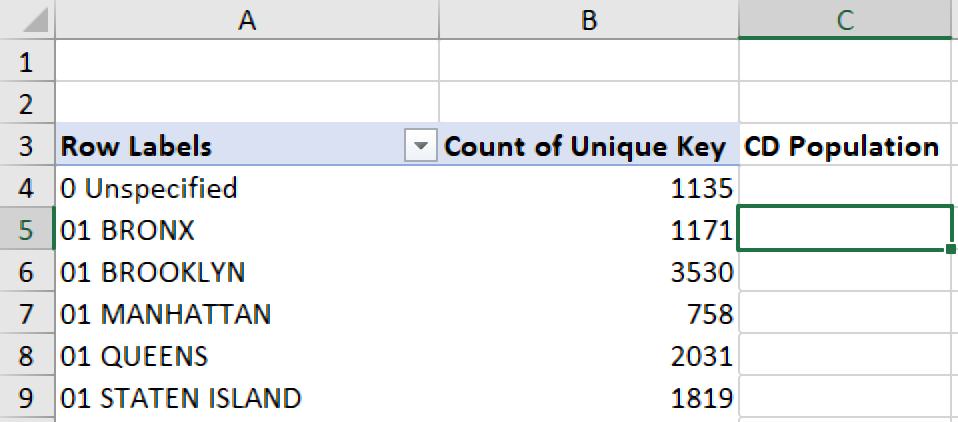 A B C
1
2
3 Row Labels Count of Unique Key CD Population
4 0 Unspecified 1135
5 01 BRONX 1171
6 01 BROOKLYN 3530
7 01 MANHATTAN 758
8 01 QUEENS 2031
9 01 STATEN ISLAND 1819